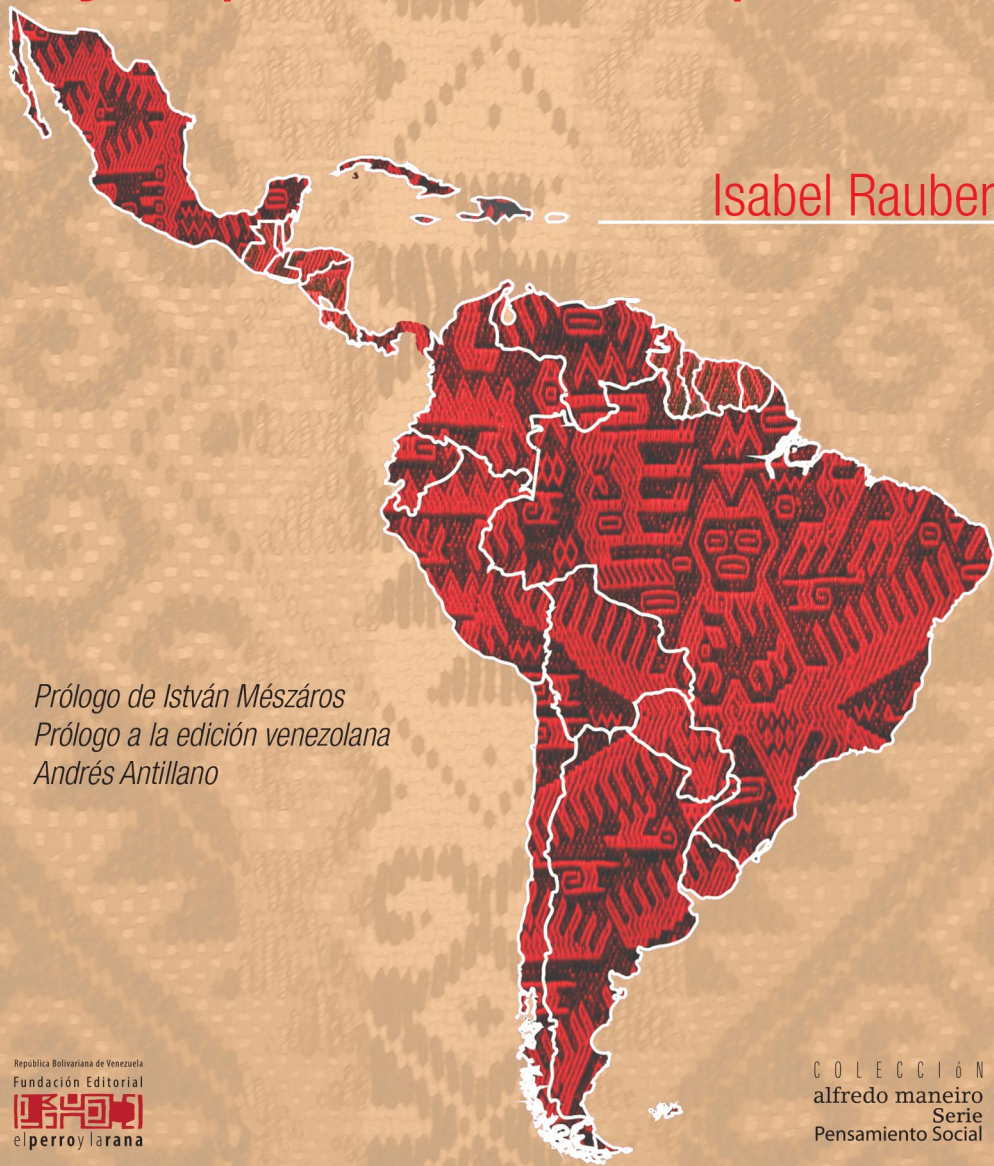 Isabel Rauber
Prólogo de István Mészáros
Prólogo a la edición venezolana
Andrés Antillano
República Bolivariana de Venezuela
Fundación Editorial
elperroylarana
COLECCIóN
alfredo maneiro
Serie
Pensamiento Social